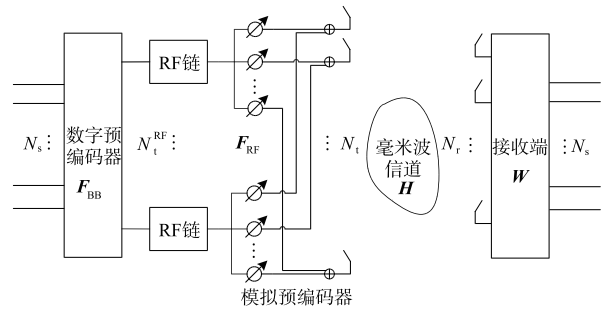 RF链
N_s⋮
数字预
编码器
F_BB
N_t^RF⋮
F_RF
⋮N_t
毫米波
信道
H
N_r⋮
接收端
W
⋮N_s
RF链
模拟预编码器